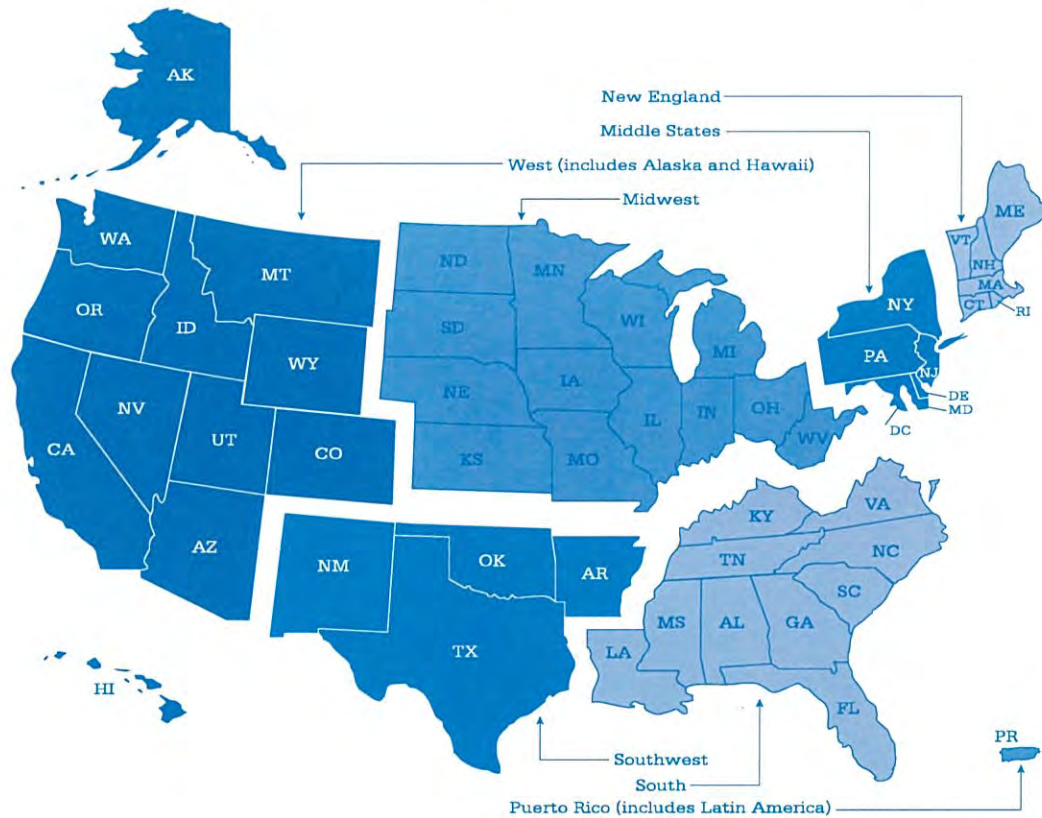 AK
New England
Middle States
West (includes Alaska and Hawaii)
Midwest
WA
MT
ND
MN
VT
ME
NH
MA
OR
ID
SD
WI
NY
CT
RI
WY
MI
PA
NJ
NV
NE
IA
DE
MD
CA
UT
CO
KS
MO
IL
IN
OH
WV
DC
AZ
NM
OK
AR
KY
VA
TN
NC
SC
MS
AL
GA
TX
LA
HI
FL
PR
Southwest
South
Puerto Rico (includes Latin America)